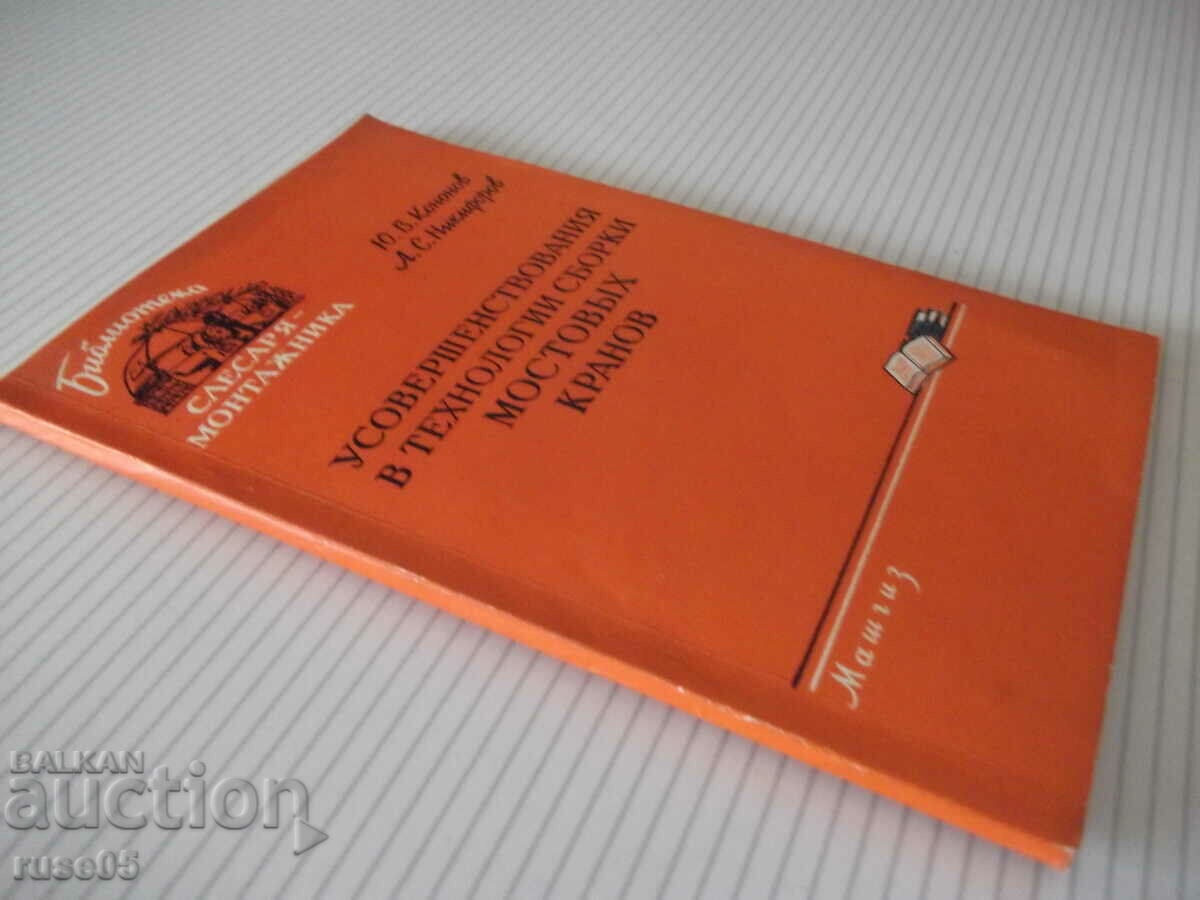 Библиотека
СЛЕСАРЯ-
МОНТАЖНИКА
Ю. В. Кононов
Л. С. Никифоров
УСОВЕРШЕНСТВОВАНИЯ
В ТЕХНОЛОГИИ СБОРКИ
МОСТОВЫХ
КРАНОВ
Машгиз
BALKAN
auction
ruse05